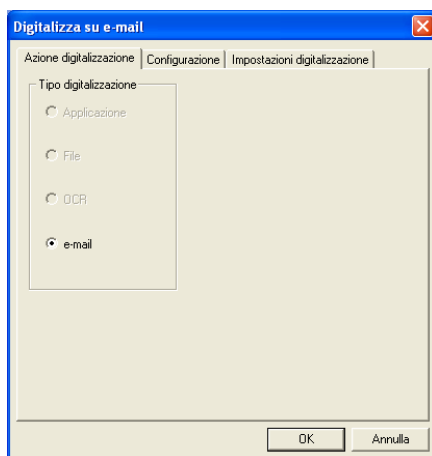 Digitalizza su e-mail
Azione digitalizzazione Configurazione Impostazioni digitalizzazione
Tipo digitalizzazione
Applicazione
File
OCR
e-mail
OK Annulla